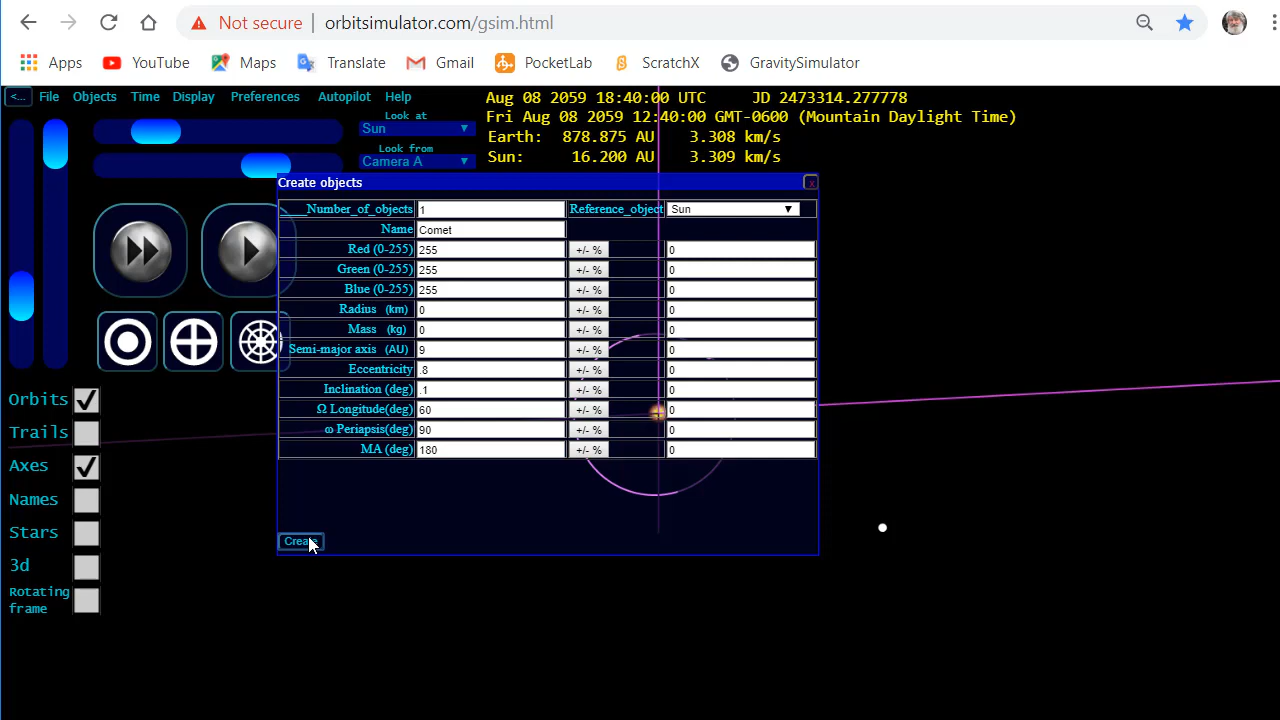 Not secure orbitsimulator.com/gsim.html
Apps YouTube Maps Translate Gmail PocketLab ScratchX GravitySimulator
<... File Objects Time Display Preferences Autopilot Help
Aug 08 2059 18:40:00 UTC JD 2473314.277778
Fri Aug 08 2059 12:40:00 GMT-0600 (Mountain Daylight Time)
Earth: 878.875 AU 3.308 km/s
Sun: 16.200 AU 3.309 km/s
Look at
Sun
Look from
Camera A
Create objects x
____Number_of_objects 1 Reference_object Sun
Name Comet
Red (0-255) 255 +/- % 0
Green (0-255) 255 +/- % 0
Blue (0-255) 255 +/- % 0
Radius (km) 0 +/- % 0
Mass (kg) 0 +/- % 0
Semi-major axis (AU) 9 +/- % 0
Eccentricity .8 +/- % 0
Inclination (deg) .1 +/- % 0
Ω Longitude(deg) 60 +/- % 0
ω Periapsis(deg) 90 +/- % 0
MA (deg) 180 +/- % 0
Create
Orbits
Trails
Axes
Names
Stars
3d
Rotating
frame